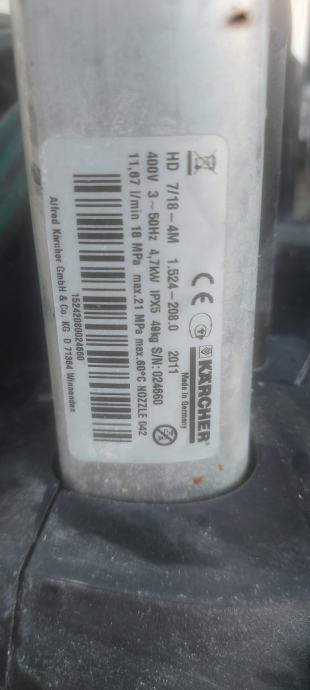 KÄRCHER
Made in Germany
CE
HD 7/18-4M 1.524-208.0 2011
400V 3~50Hz 4,7kW IPX5 49kg S/N: 024660
11,67 l/min 18 MPa max.21 MPa max.60°C NOZZLE 042
15242080024660
Alfred Kärcher GmbH & Co. KG D 71364 Winnenden